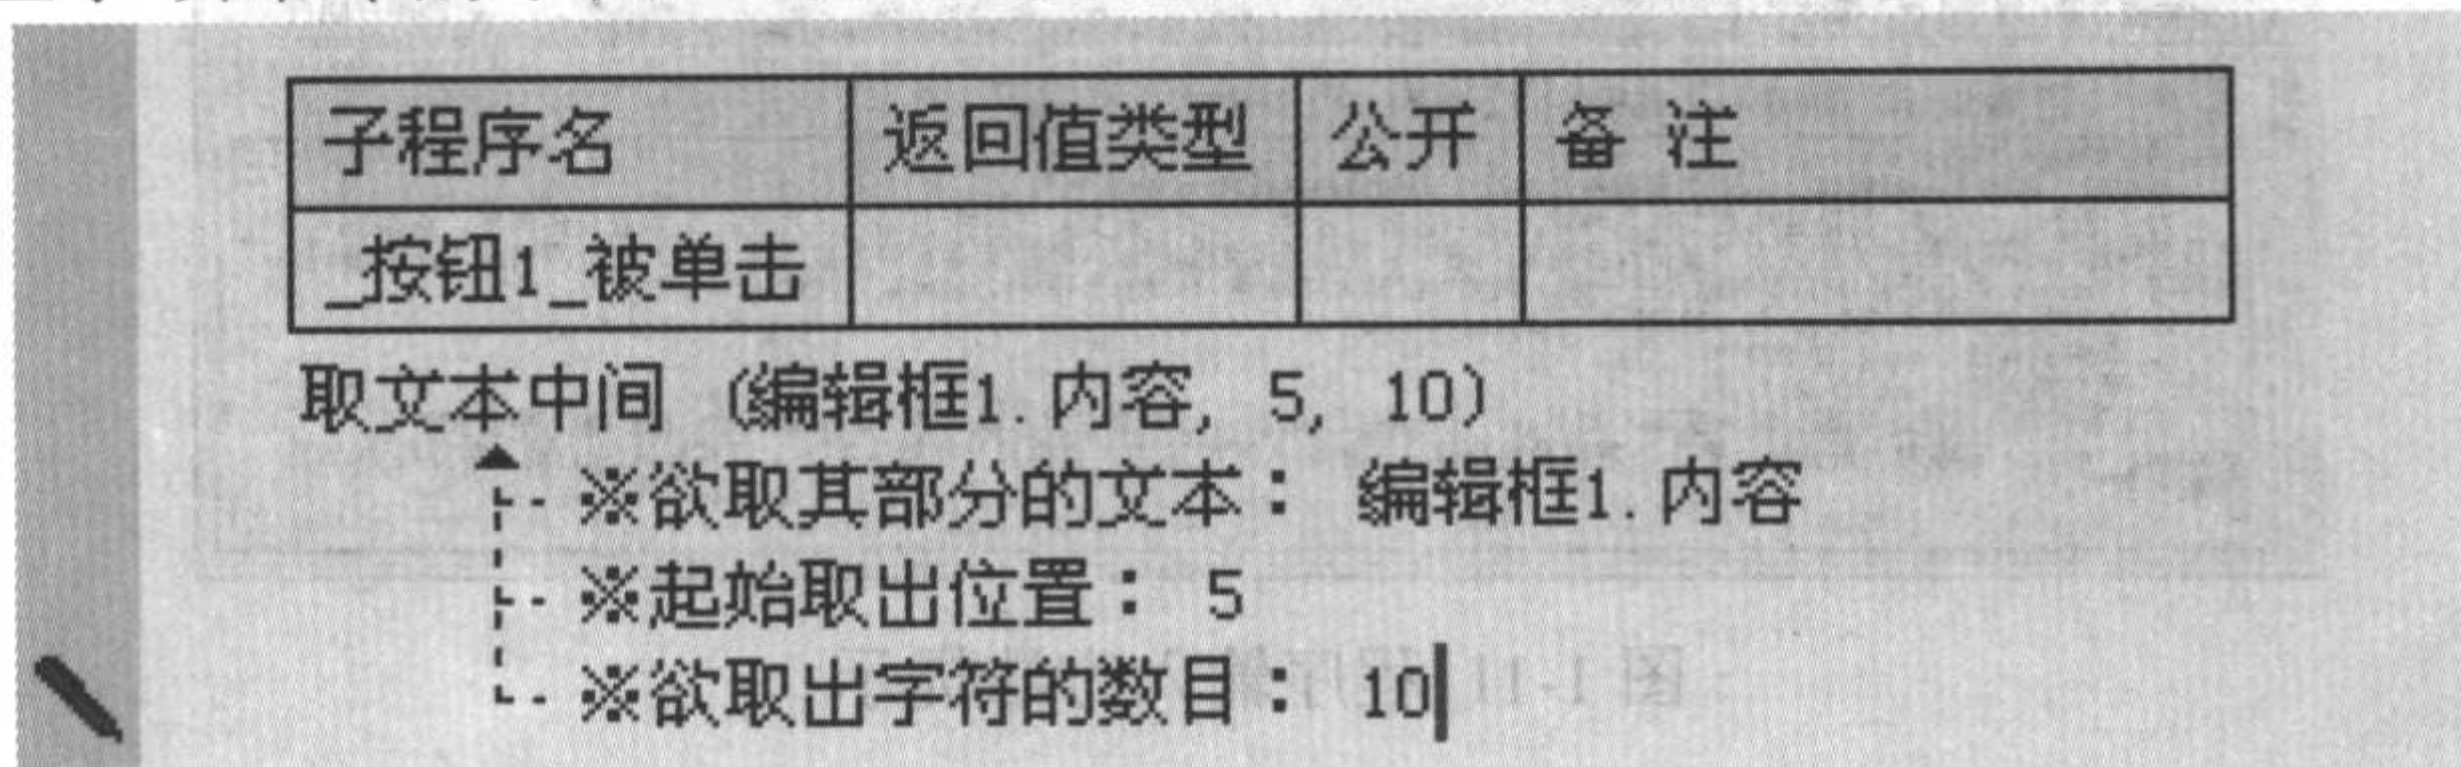 子程序名 返回值类型 公开 备 注
_按钮1_被单击
取文本中间 (编辑框1.内容, 5, 10)
※欲取其部分的文本: 编辑框1.内容
※起始取出位置: 5
※欲取出字符的数目: 10